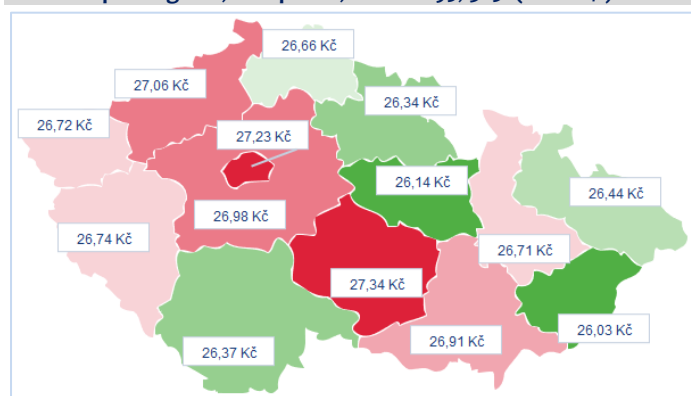 26,66 Kč
27,06 Kč
26,34 Kč
26,72 Kč
27,23 Kč
26,14 Kč
26,44 Kč
26,98 Kč
26,74 Kč
26,71 Kč
27,34 Kč
26,03 Kč
26,91 Kč
26,37 Kč